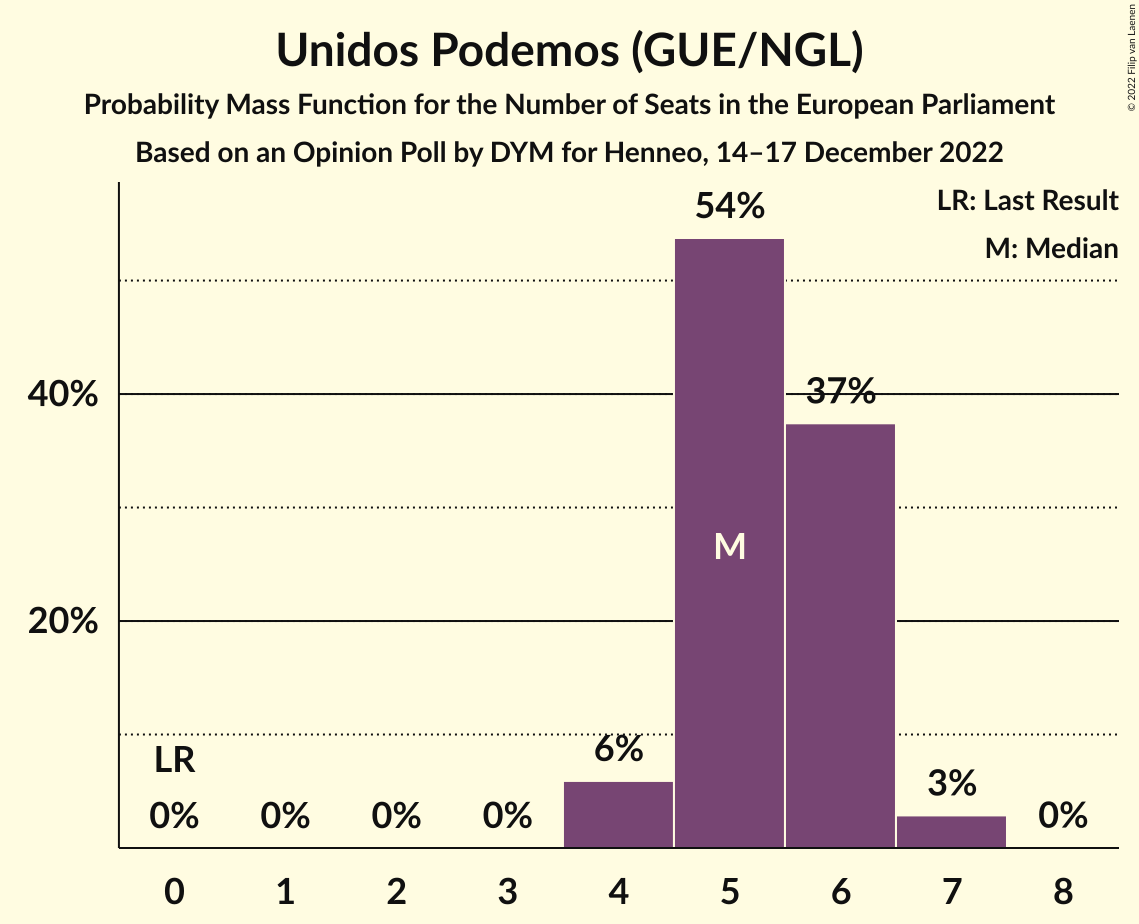 Unidos Podemos (GUE/NGL)
Probability Mass Function for the Number of Seats in the European Parliament
Based on an Opinion Poll by DYM for Henneo, 14–17 December 2022
© 2022 Filip van Laenen
LR: Last Result
M: Median
54%
40%
37%
M
20%
LR
6%
3%
0% 0% 0% 0% 0%
0 1 2 3 4 5 6 7 8